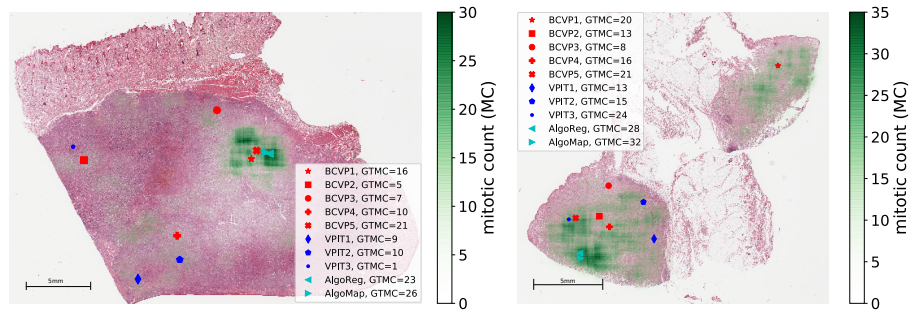 BCVP1, GTMC=16
BCVP2, GTMC=5
BCVP3, GTMC=7
BCVP4, GTMC=10
BCVP5, GTMC=21
VPIT1, GTMC=9
VPIT2, GTMC=10
VPIT3, GTMC=1
AlgoReg, GTMC=23
AlgoMap, GTMC=26
5mm
30
25
20
15
10
5
0
mitotic count (MC)
BCVP1, GTMC=20
BCVP2, GTMC=13
BCVP3, GTMC=8
BCVP4, GTMC=16
BCVP5, GTMC=21
VPIT1, GTMC=13
VPIT2, GTMC=15
VPIT3, GTMC=24
AlgoReg, GTMC=28
AlgoMap, GTMC=32
5mm
35
30
25
20
15
10
5
0
mitotic count (MC)